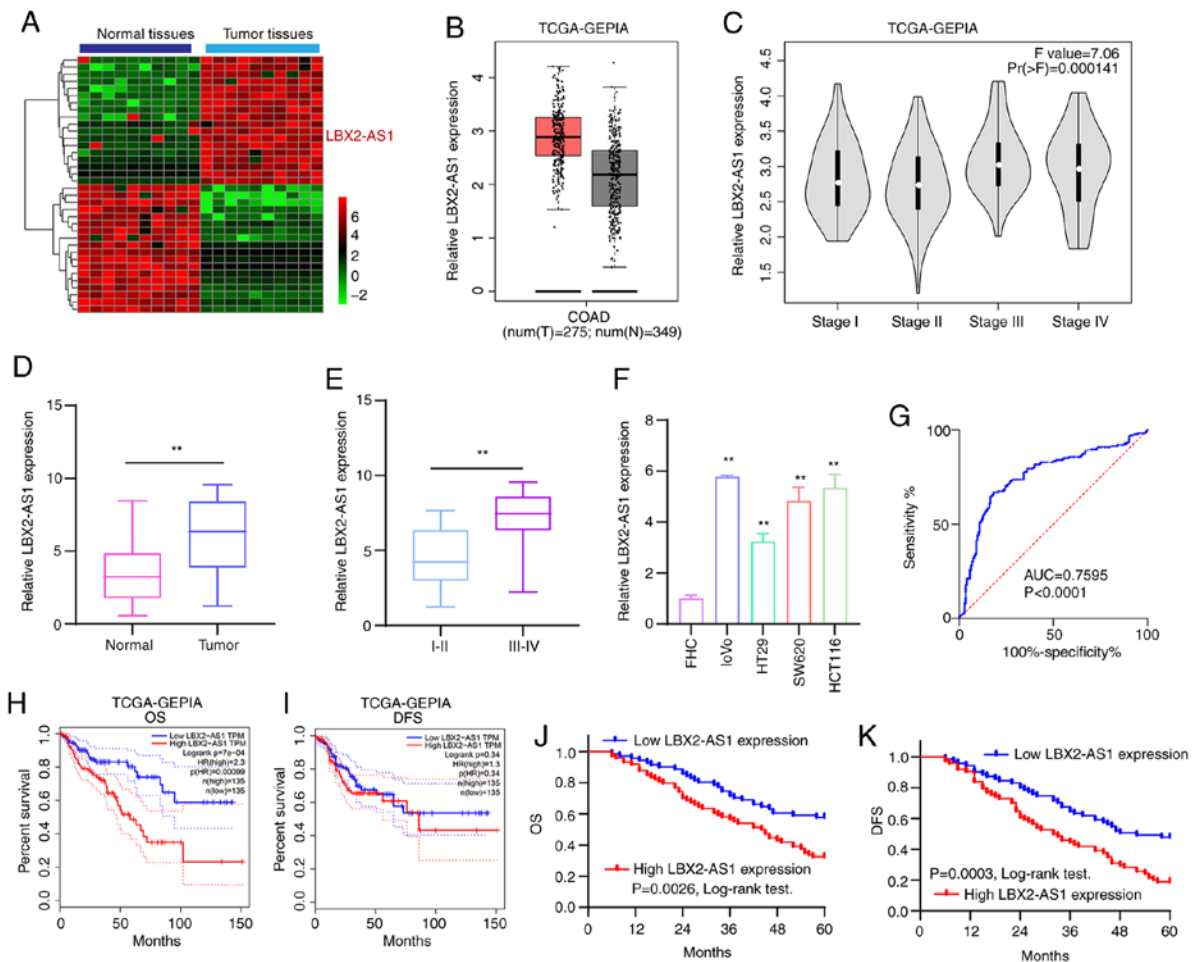 A
Normal tissues
Tumor tissues
LBX2-AS1
8
6
4
2
0
−2
B
TCGA-GEPIA
Relative LBX2-AS1 expression
4
3
2
1
0
COAD
(num(T)=275; num(N)=349)
C
TCGA-GEPIA
F value=7.06
Pr(>F)=0.000141
Relative LBX2-AS1 expression
4.5
4.0
3.5
3.0
2.5
2.0
1.5
Stage I
Stage II
Stage III
Stage IV
D
Relative LBX2-AS1 expression
15
10
5
0
**
Normal
Tumor
E
Relative LBX2-AS1 expression
15
10
5
0
**
I-II
III-IV
F
Relative LBX2-AS1 expression
8
6
4
2
0
**
**
**
**
FHC
loVo
HT29
SW620
HCT116
G
Sensitivity %
100
50
0
AUC=0.7595
P<0.0001
0
50
100
100%-specificity%
H
TCGA-GEPIA
OS
Low LBX2−AS1 TPM
High LBX2−AS1 TPM
Logrank p=7e−04
HR(high)=2.3
p(HR)=0.00099
n(high)=135
n(low)=135
Percent survival
1.0
0.8
0.6
0.4
0.2
0.0
0
50
100
150
Months
I
TCGA-GEPIA
DFS
Low LBX2−AS1 TPM
High LBX2−AS1 TPM
Logrank p=0.34
HR(high)=1.3
p(HR)=0.34
n(high)=135
n(low)=135
Percent survival
1.0
0.8
0.6
0.4
0.2
0.0
0
50
100
150
Months
J
OS
1.0
0.8
0.6
0.4
0.2
0.0
Low LBX2-AS1 expression
High LBX2-AS1 expression
P=0.0026, Log-rank test.
0
12
24
36
48
60
Months
K
DFS
1.0
0.8
0.6
0.4
0.2
0.0
Low LBX2-AS1 expression
P=0.0003, Log-rank test.
High LBX2-AS1 expression
0
12
24
36
48
60
Months